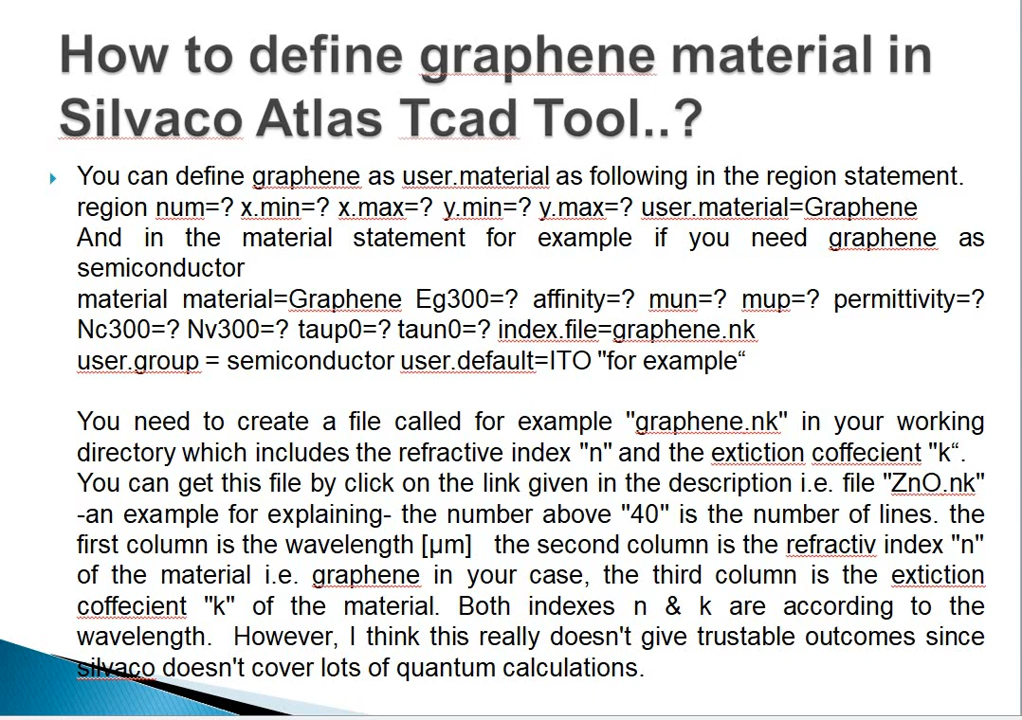 How to define graphene material in
Silvaco Atlas Tcad Tool..?
You can define graphene as user.material as following in the region statement.
region num=? x.min=? x.max=? y.min=? y.max=? user.material=Graphene
And in the material statement for example if you need graphene as
semiconductor
material material=Graphene Eg300=? affinity=? mun=? mup=? permittivity=?
Nc300=? Nv300=? taup0=? taun0=? index.file=graphene.nk
user.group = semiconductor user.default=ITO "for example“
You need to create a file called for example "graphene.nk" in your working
directory which includes the refractive index "n" and the extiction coffecient "k“.
You can get this file by click on the link given in the description i.e. file "ZnO.nk"
-an example for explaining- the number above "40" is the number of lines. the
first column is the wavelength [µm] the second column is the refractiv index "n"
of the material i.e. graphene in your case, the third column is the extiction
coffecient "k" of the material. Both indexes n & k are according to the
wavelength. However, I think this really doesn't give trustable outcomes since
silvaco doesn't cover lots of quantum calculations.